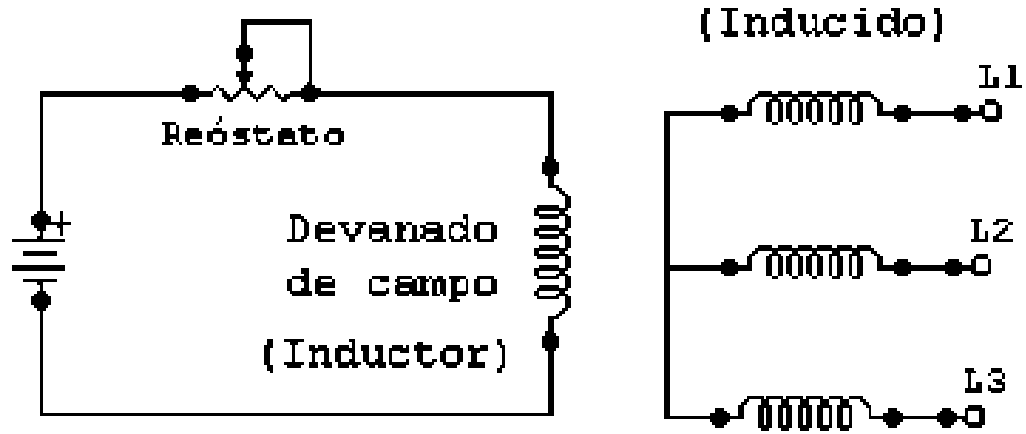 (Inducido)
L1
Reóstato
+
Devanado
de campo
(Inductor)
L2
L3